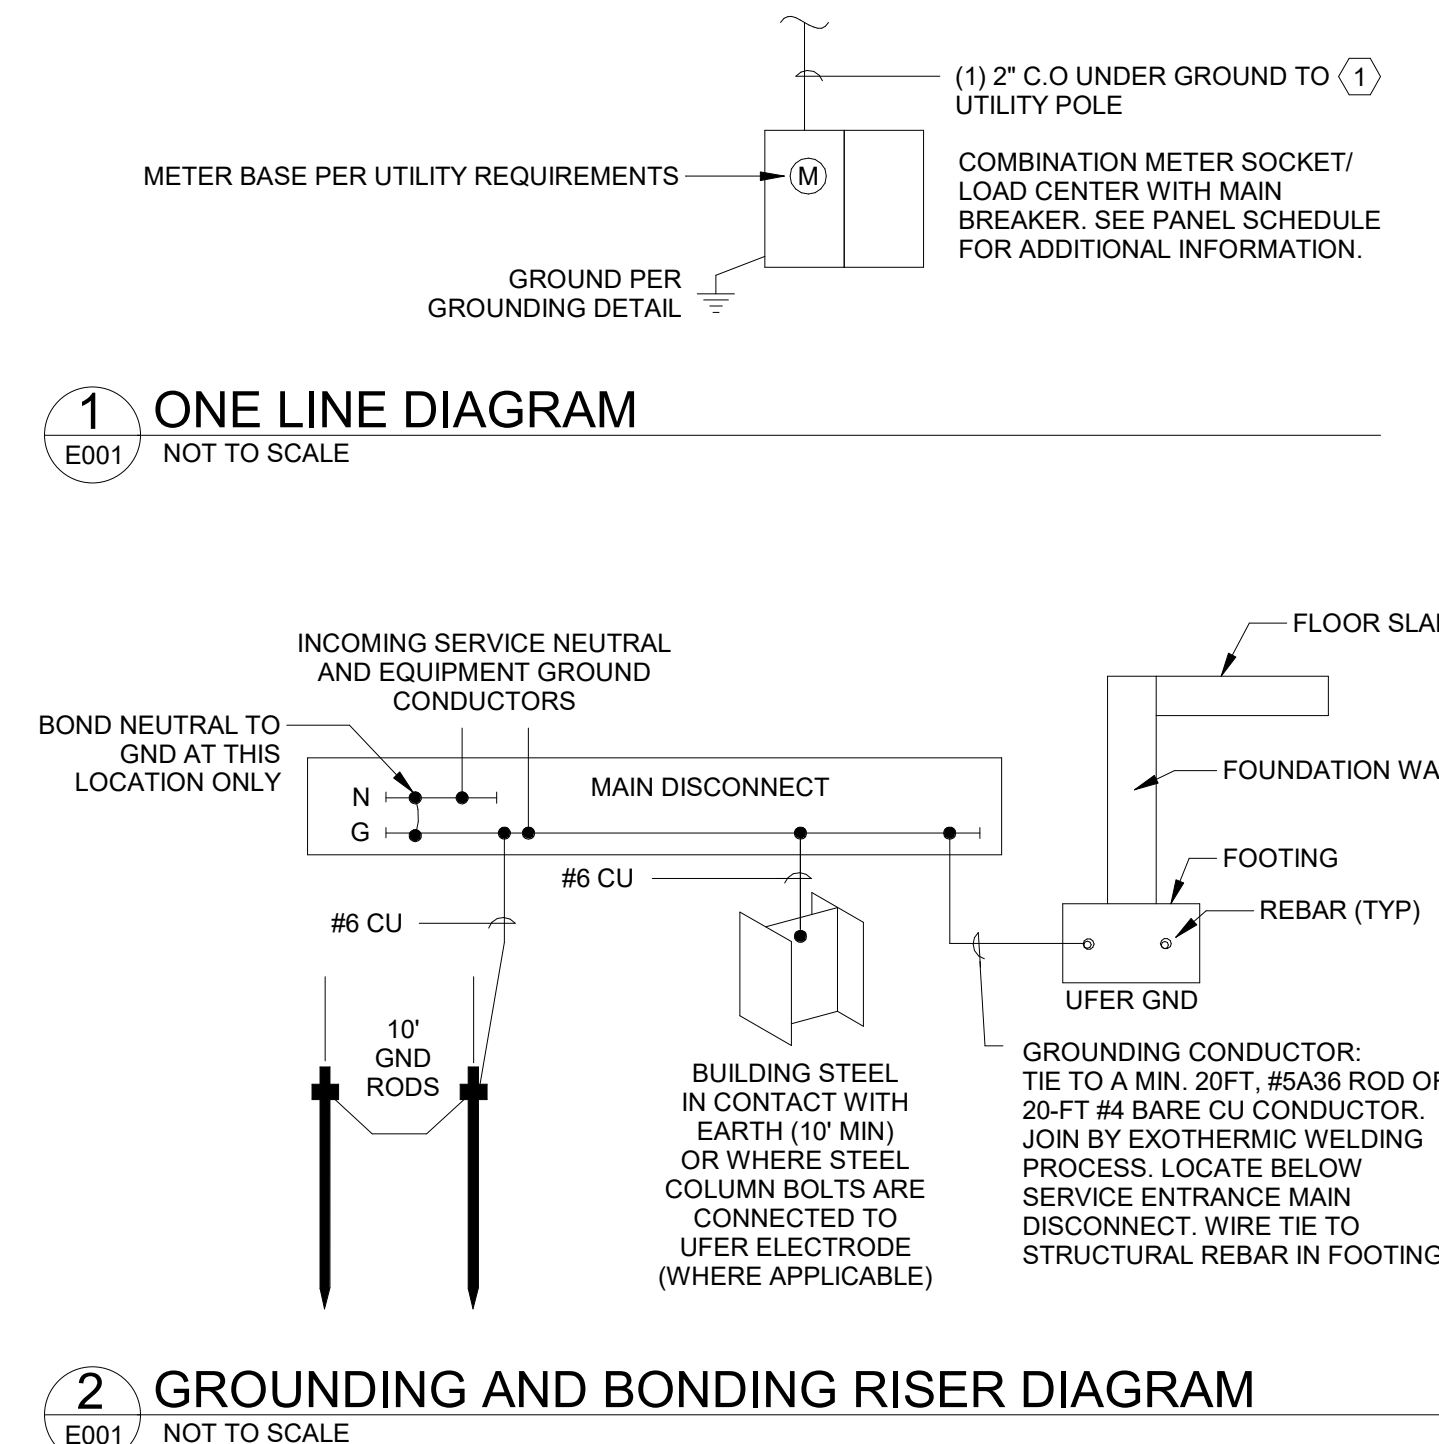 (1) 2" C.O UNDER GROUND TO 1
UTILITY POLE
METER BASE PER UTILITY REQUIREMENTS
M
COMBINATION METER SOCKET/
LOAD CENTER WITH MAIN
BREAKER. SEE PANEL SCHEDULE
FOR ADDITIONAL INFORMATION.
GROUND PER
GROUNDING DETAIL
1
E001
ONE LINE DIAGRAM
NOT TO SCALE
INCOMING SERVICE NEUTRAL
AND EQUIPMENT GROUND
CONDUCTORS
BOND NEUTRAL TO
GND AT THIS
LOCATION ONLY
N
G
MAIN DISCONNECT
#6 CU
#6 CU
10'
GND
RODS
BUILDING STEEL
IN CONTACT WITH
EARTH (10' MIN)
OR WHERE STEEL
COLUMN BOLTS ARE
CONNECTED TO
UFER ELECTRODE
(WHERE APPLICABLE)
FLOOR
FOUNDATION
FOOTING
REBAR (TYP)
UFER GND
GROUNDING CONDUCTOR:
TIE TO A MIN. 20FT, #5A36 ROD
20-FT #4 BARE CU CONDUCTOR.
JOIN BY EXOTHERMIC WELDING
PROCESS. LOCATE BELOW
SERVICE ENTRANCE MAIN
DISCONNECT. WIRE TIE TO
STRUCTURAL REBAR IN FOOTING
2
E001
GROUNDING AND BONDING RISER DIAGRAM
NOT TO SCALE